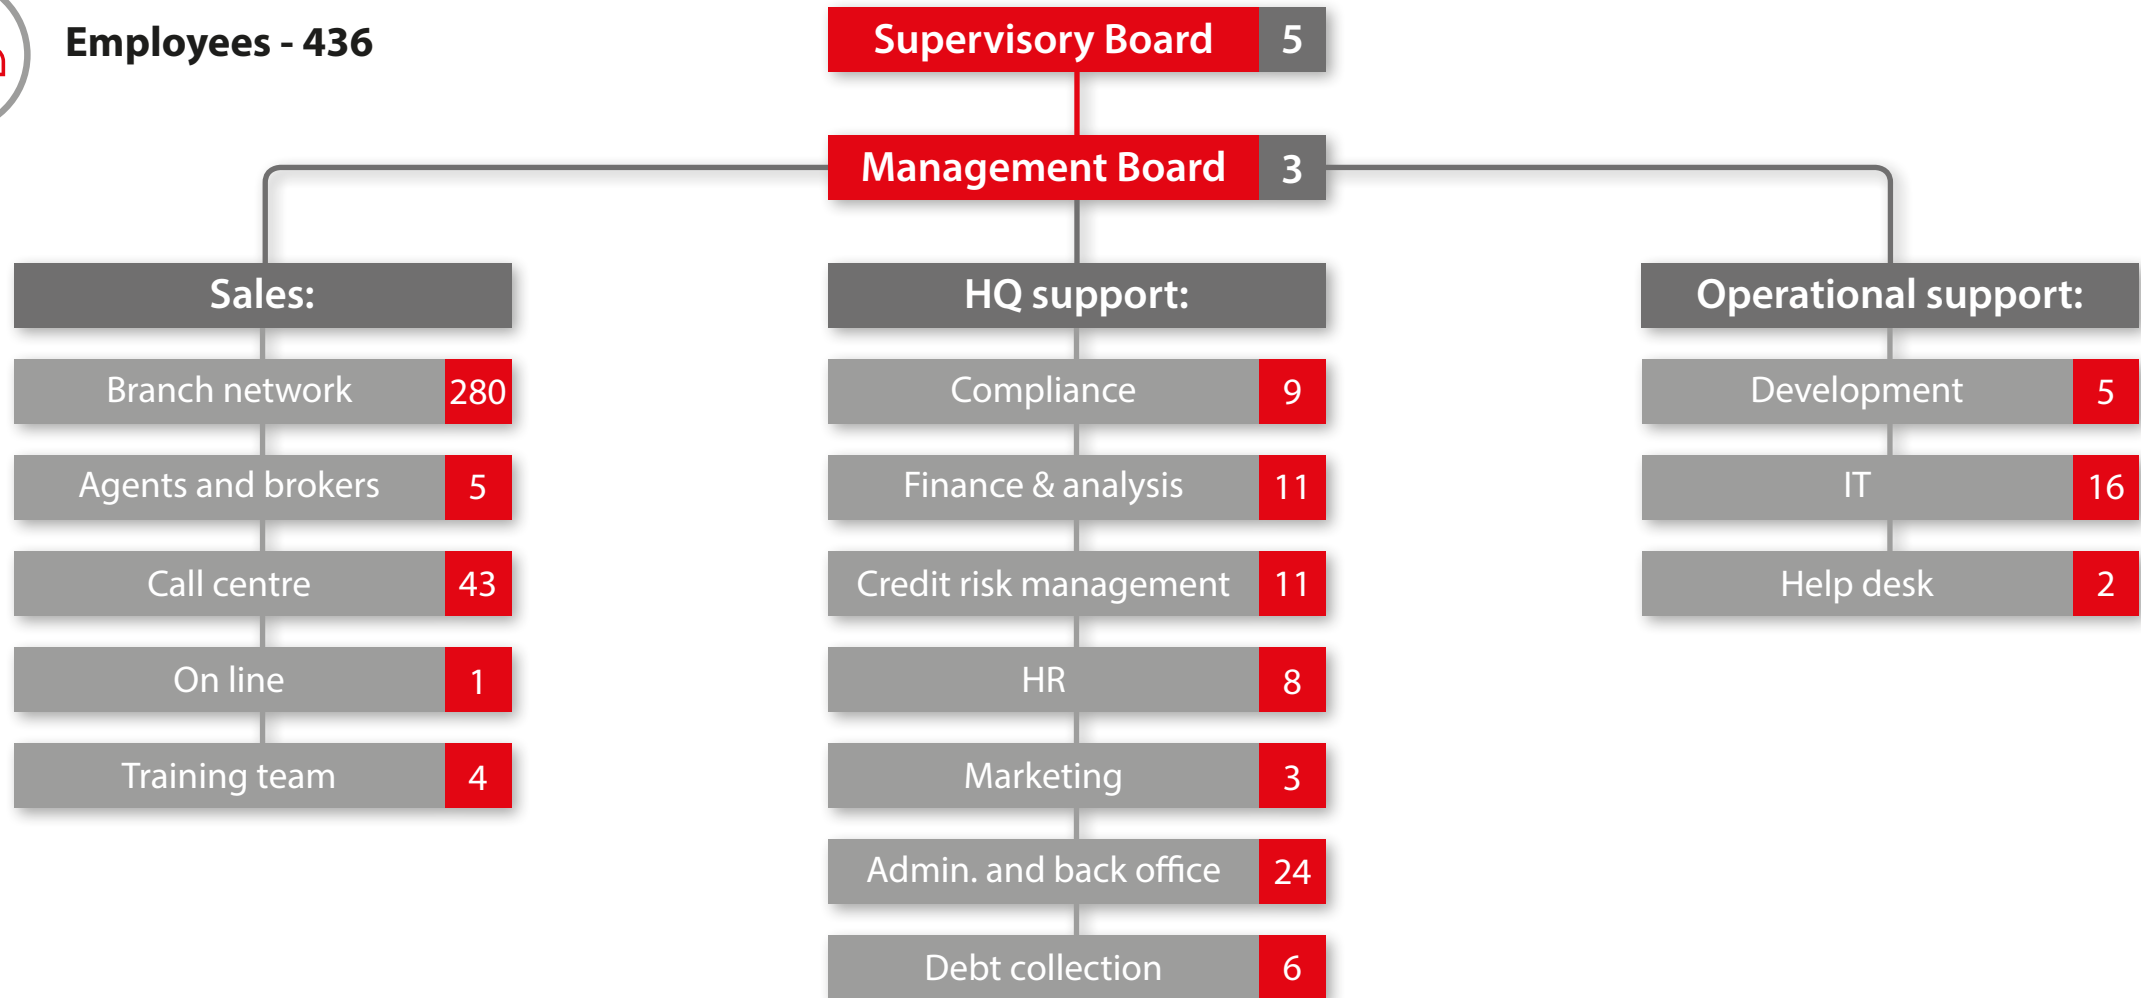 Employees - 436
Supervisory Board 5
Management Board 3
Sales:
Branch network 280
Agents and brokers 5
Call centre 43
On line 1
Training team 4
HQ support:
Compliance 9
Finance & analysis 11
Credit risk management 11
HR 8
Marketing 3
Admin. and back office 24
Debt collection 6
Operational support:
Development 5
IT 16
Help desk 2